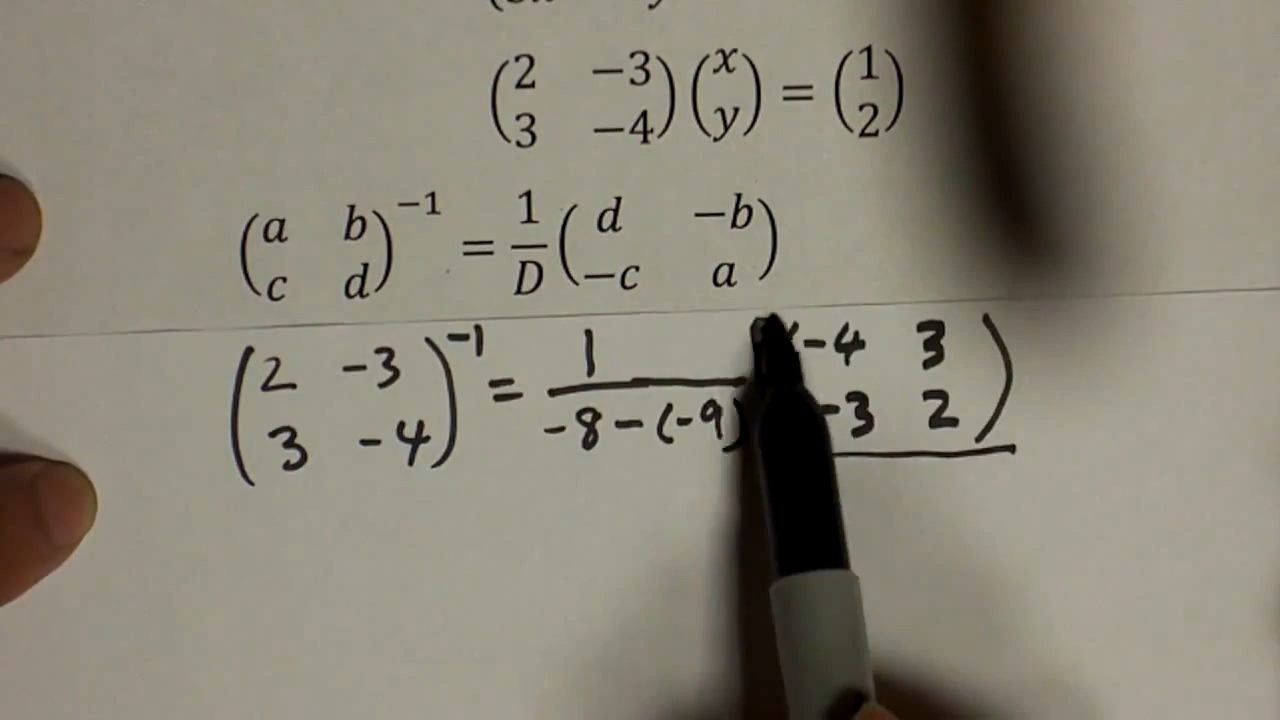 (2 -3
3 -4)(x
y) = (1
2)
(a b
c d)^-1 = 1/D (d -b
-c a)
(2 -3
3 -4)^-1 = 1/-8-(-9) (-4 3
-3 2)